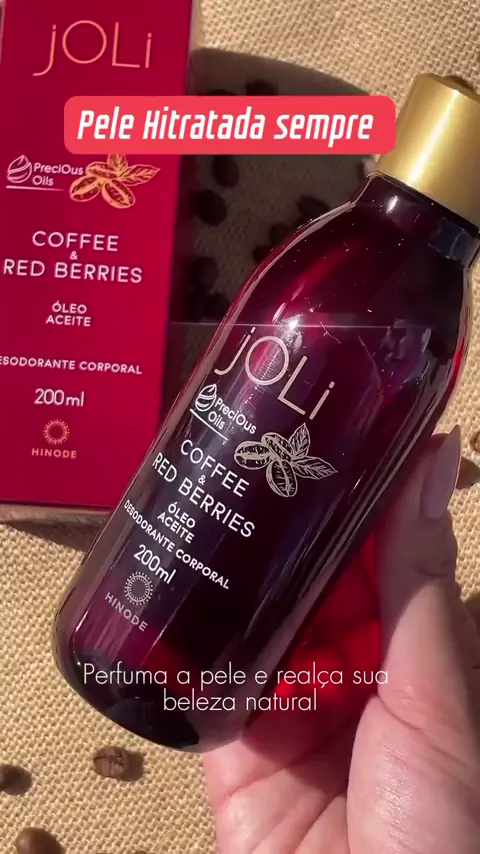 jOLi
Pele Hitratada sempre
PreciOus
Oils
COFFEE
&
RED BERRIES
ÓLEO
ACEITE
DESODORANTE CORPORAL
200ml
HINODE
jOLi
PreciOus
Oils
COFFEE
&
RED BERRIES
ÓLEO
ACEITE
DESODORANTE CORPORAL
200ml
HINODE
Perfuma a pele e realça sua
beleza natural